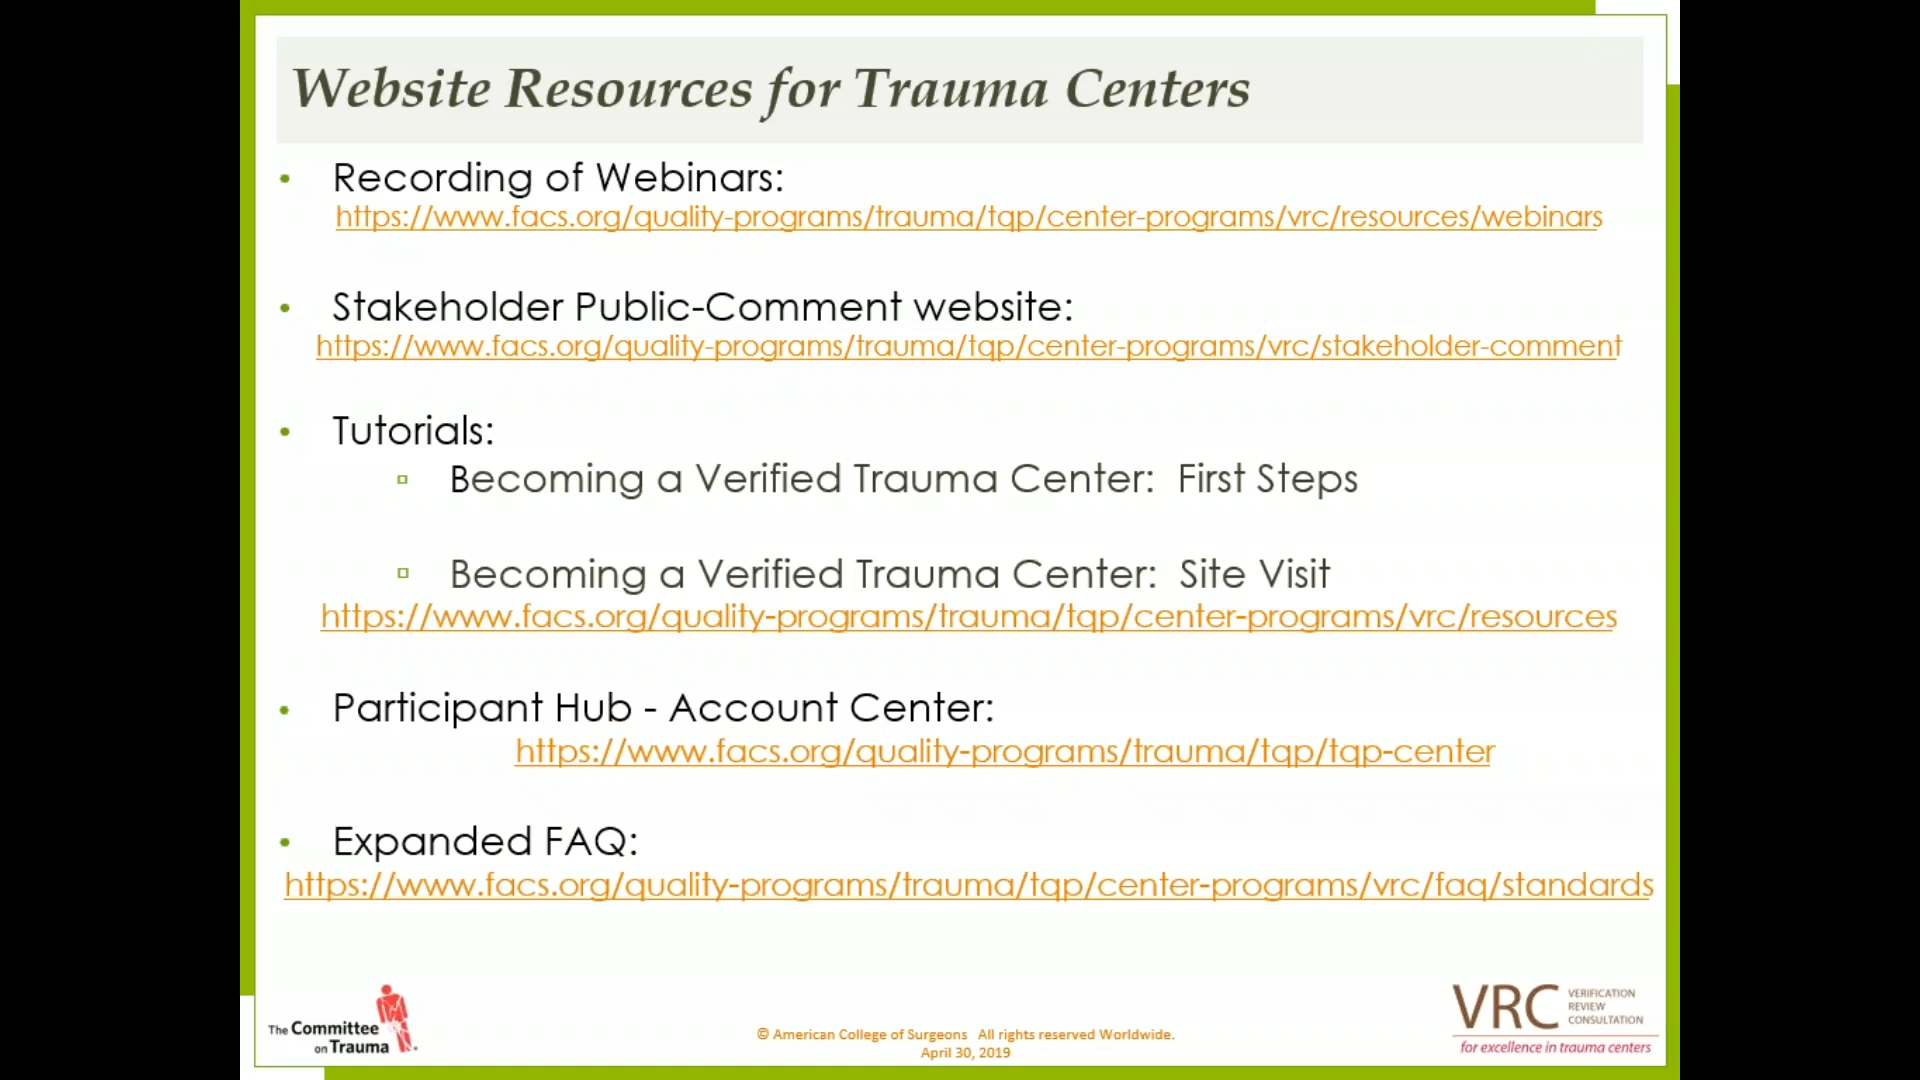 Website Resources for Trauma Centers
• Recording of Webinars:
https://www.facs.org/quality-programs/trauma/tqp/center-programs/vrc/resources/webinars
• Stakeholder Public-Comment website:
https://www.facs.org/quality-programs/trauma/tqp/center-programs/vrc/stakeholder-comment
• Tutorials:
▫ Becoming a Verified Trauma Center: First Steps
▫ Becoming a Verified Trauma Center: Site Visit
https://www.facs.org/quality-programs/trauma/tqp/center-programs/vrc/resources
• Participant Hub - Account Center:
https://www.facs.org/quality-programs/trauma/tqp/tqp-center
• Expanded FAQ:
https://www.facs.org/quality-programs/trauma/tqp/center-programs/vrc/faq/standards
The Committee
on Trauma
© American College of Surgeons All rights reserved Worldwide.
April 30, 2019
VRC
VERIFICATION
REVIEW
CONSULTATION
for excellence in trauma centers